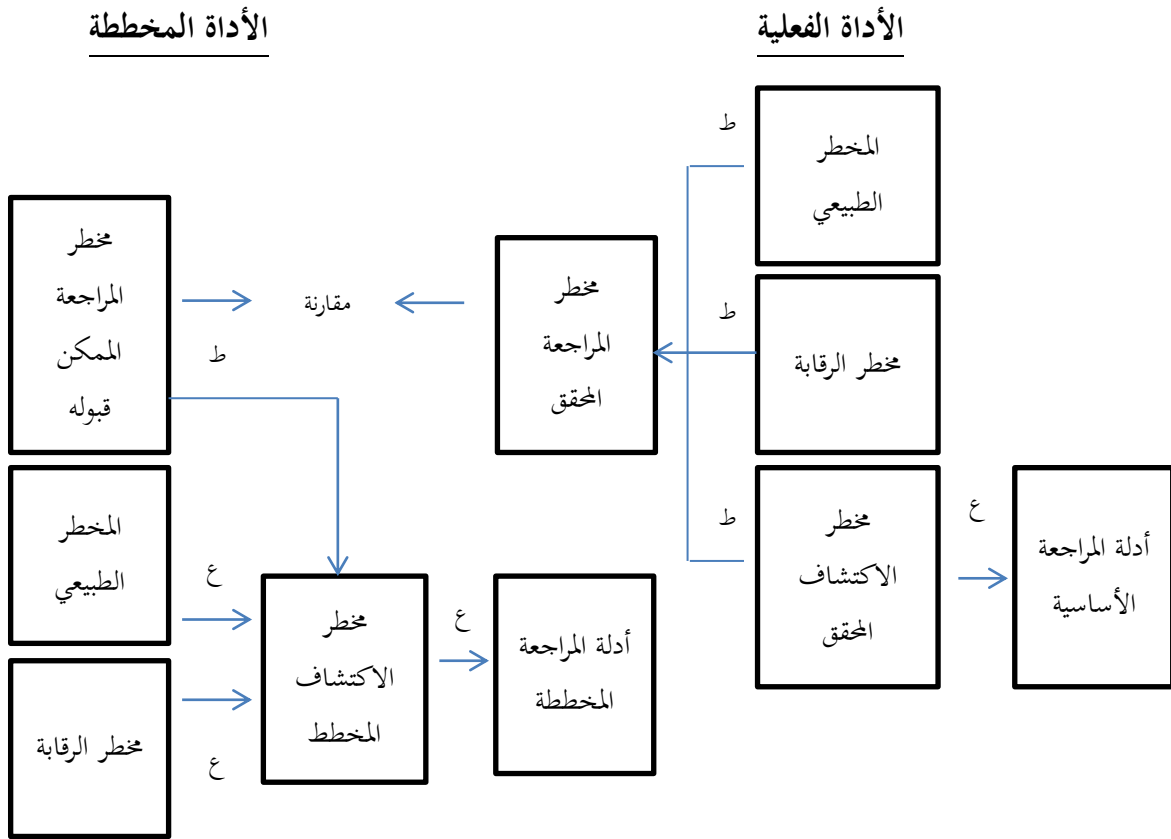 الأداة الفعلية
الأداة المخططة
ط
المخطر
الطبيعي
ط
مخطر الرقابة
ط
مخطر
الاكتشاف
المحقق
ع
أدلة المراجعة
الأساسية
مخطر
المراجعة
المحقق
مقارنة
مخطر
المراجعة
الممكن
قبوله
ط
المخطر
الطبيعي
ع
مخطر الرقابة
ع
مخطر
الاكتشاف
المخطط
ع
أدلة المراجعة
المخططة